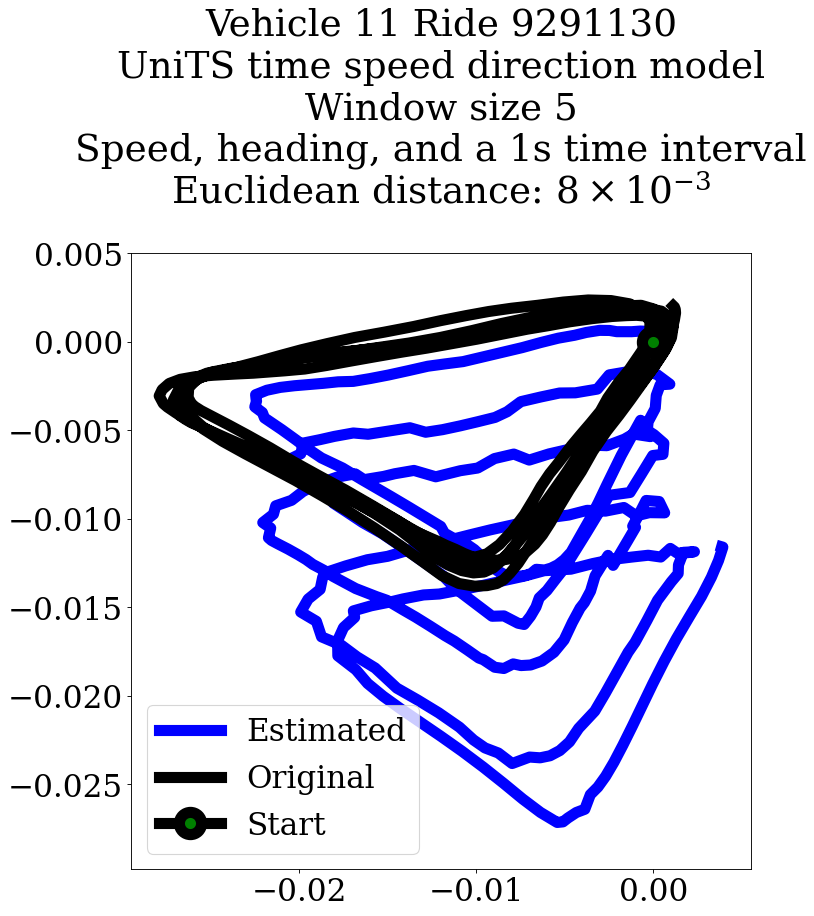 Vehicle 11 Ride 9291130
UniTS time speed direction model
Window size 5
Speed, heading, and a 1s time interval
Euclidean distance: 8 × 10⁻³
0.005
0.000
−0.005
−0.010
−0.015
−0.020
−0.025
Estimated
Original
Start
−0.02 −0.01 0.00